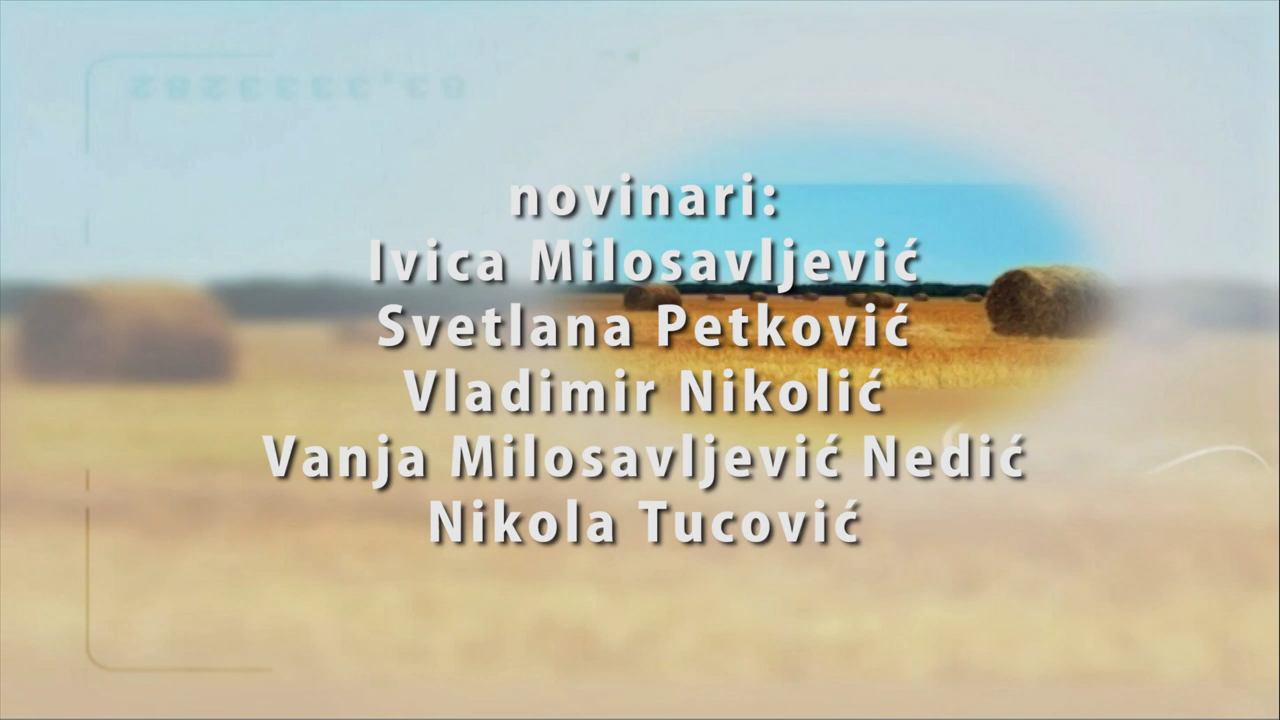 novinari:
Ivica Milosavljević
Svetlana Petković
Vladimir Nikolić
Vanja Milosavljević Nedić
Nikola Tucović